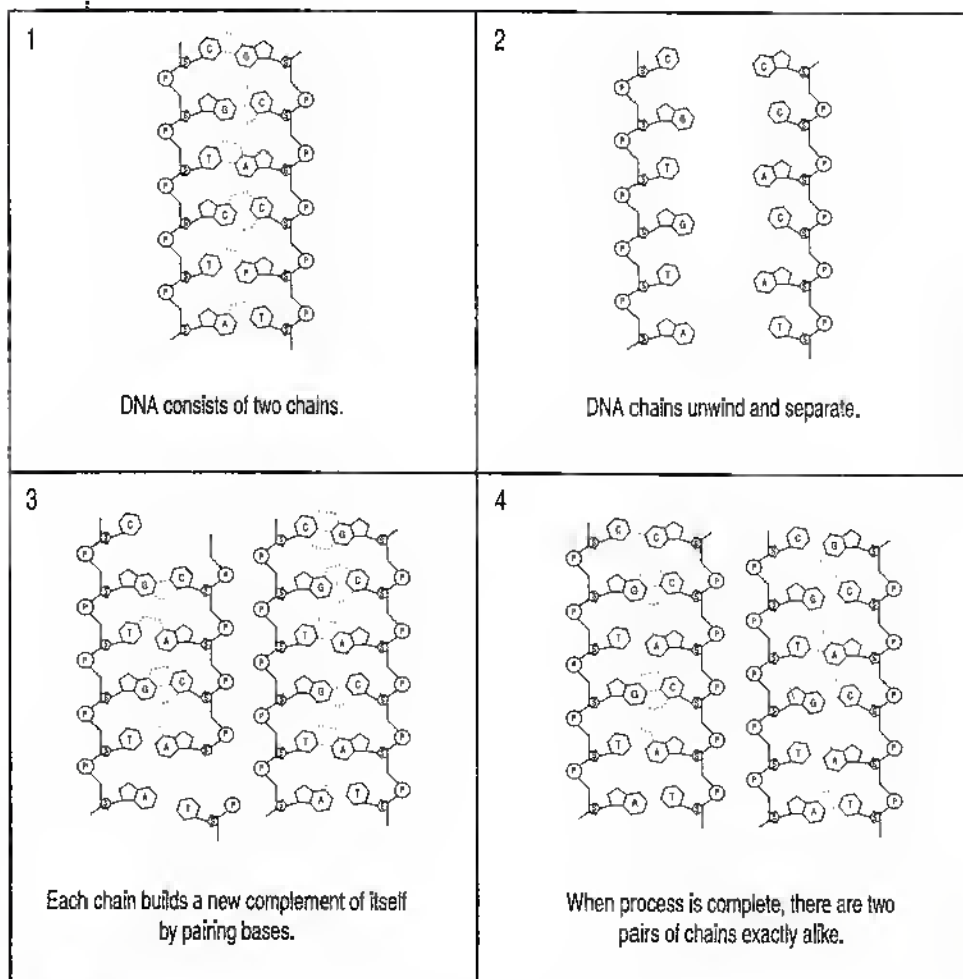 1
C G
P
G C P
P
T A P
P
C C P
P
T P P
P
A T P
DNA consists of two chains.
2
C C
P P
G C
P P
T A
P P
G C
P P
T A
P P
A T
DNA chains unwind and separate.
3
C C G
P P P
G C G C
P P P P
T A T A
P P P P
G C G C
P P P P
T A T A
P P P
A T P A T P
Each chain builds a new complement of itself
by pairing bases.
4
C C C G
P P P P
G C G C
P P P P
T A T A
P P P
G C G C
P P P P
T A T A
P P P P
A T A T P
When process is complete, there are two
pairs of chains exactly alike.